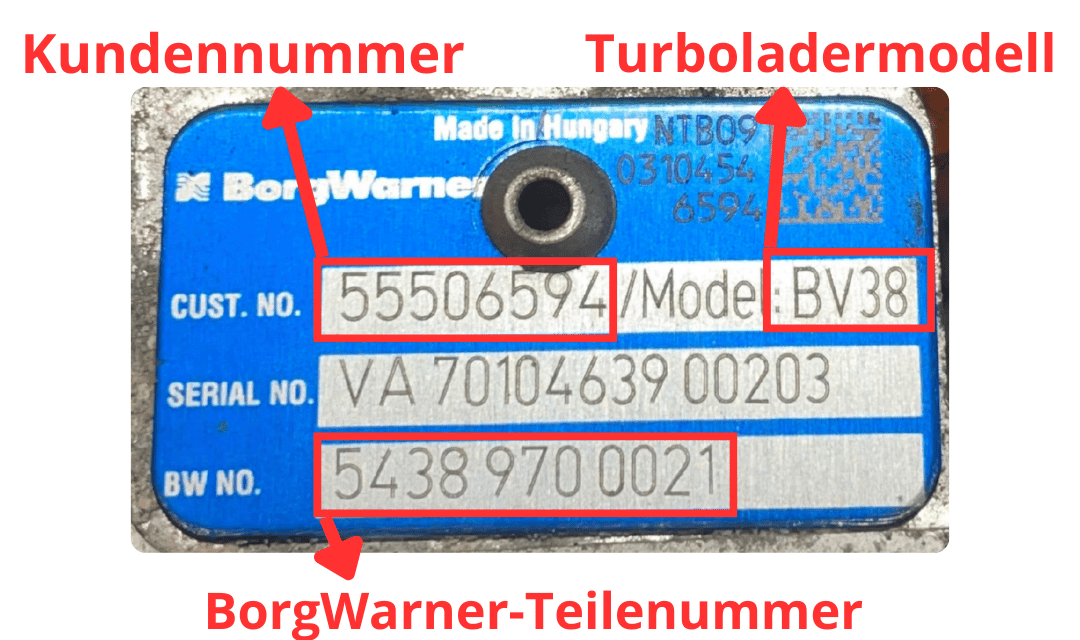 Kundennummer
Turboladermodell
Made in Hungary NTB09
0310454
6594
BorgWarner
CUST. NO. 55506594 / Model: BV38
SERIAL NO. VA 70104639 00203
BW NO. 5438 970 0021
BorgWarner-Teilenummer